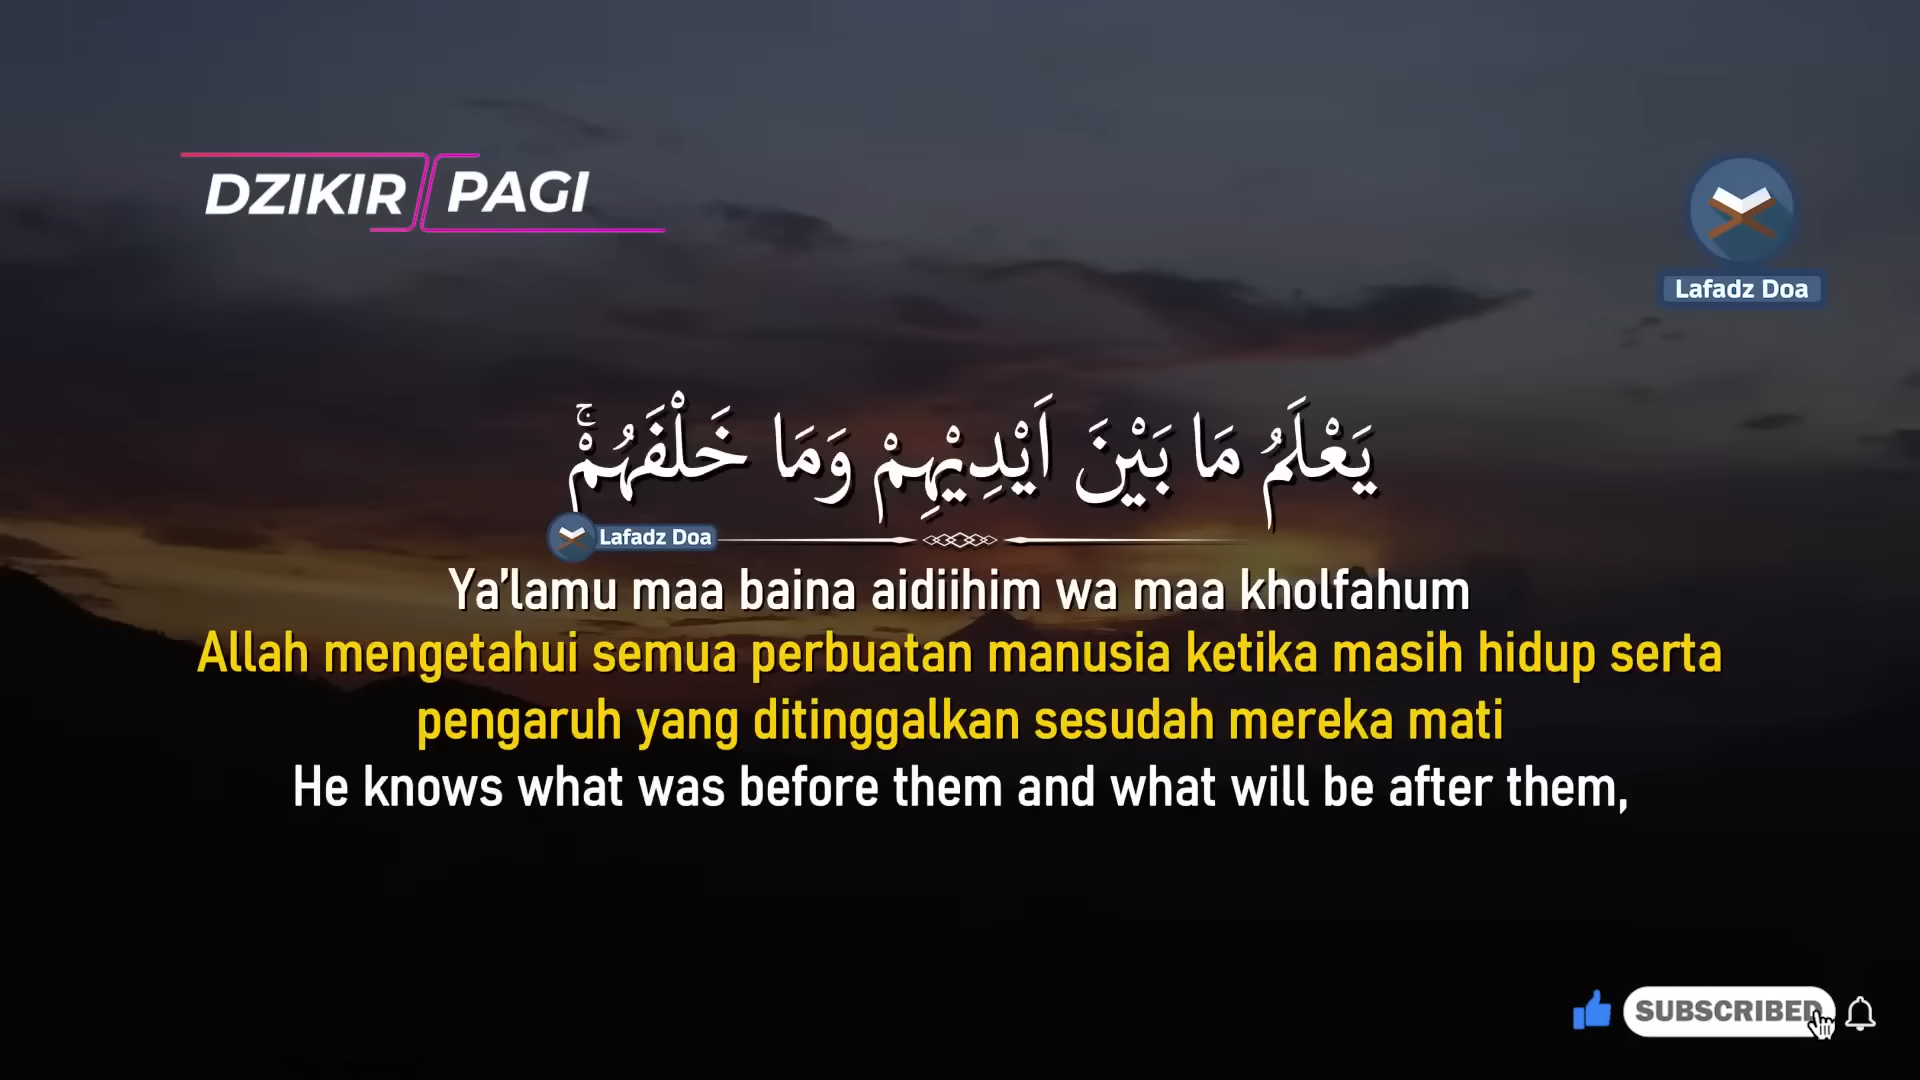 DZIKIR PAGI
Lafadz Doa
يَعْلَمُ مَا بَيْنَ اَيْدِيْهِمْ وَمَا خَلْفَهُمْۚ
Lafadz Doa
Ya’lamu maa baina aidiihim wa maa kholfahum
Allah mengetahui semua perbuatan manusia ketika masih hidup serta
pengaruh yang ditinggalkan sesudah mereka mati
He knows what was before them and what will be after them,
SUBSCRIBED